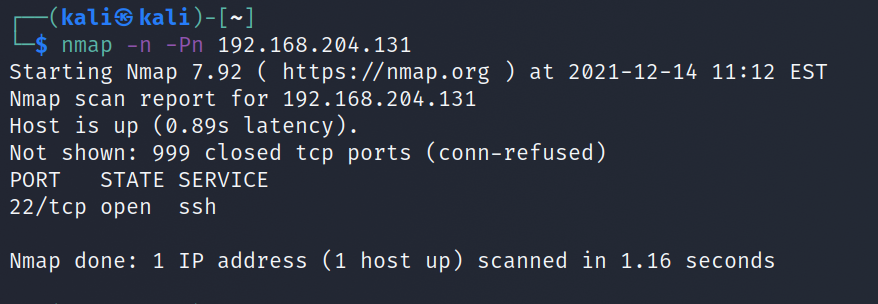 ┌──(kali㉿kali)-[~]
└─$ nmap -n -Pn 192.168.204.131
Starting Nmap 7.92 ( https://nmap.org ) at 2021-12-14 11:12 EST
Nmap scan report for 192.168.204.131
Host is up (0.89s latency).
Not shown: 999 closed tcp ports (conn-refused)
PORT   STATE SERVICE
22/tcp open  ssh
Nmap done: 1 IP address (1 host up) scanned in 1.16 seconds